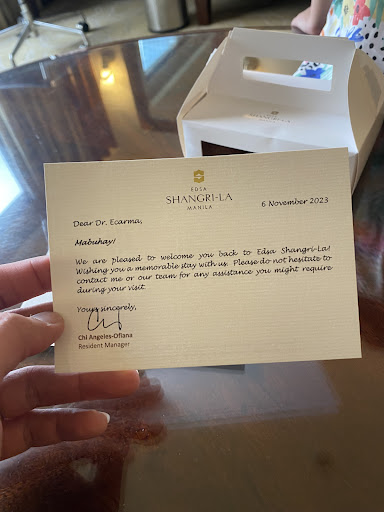 EDSA
SHANGRI-LA
MANILA
6 November 2023
Dear Dr. Ecarma,
Mabuhay!
We are pleased to welcome you back to Edsa Shangri-La!
Wishing you a memorable stay with us. Please do not hesitate to
contact me or our team for any assistance you might require
during your visit.
Yours sincerely,
Chi Angeles-Ofiana
Resident Manager